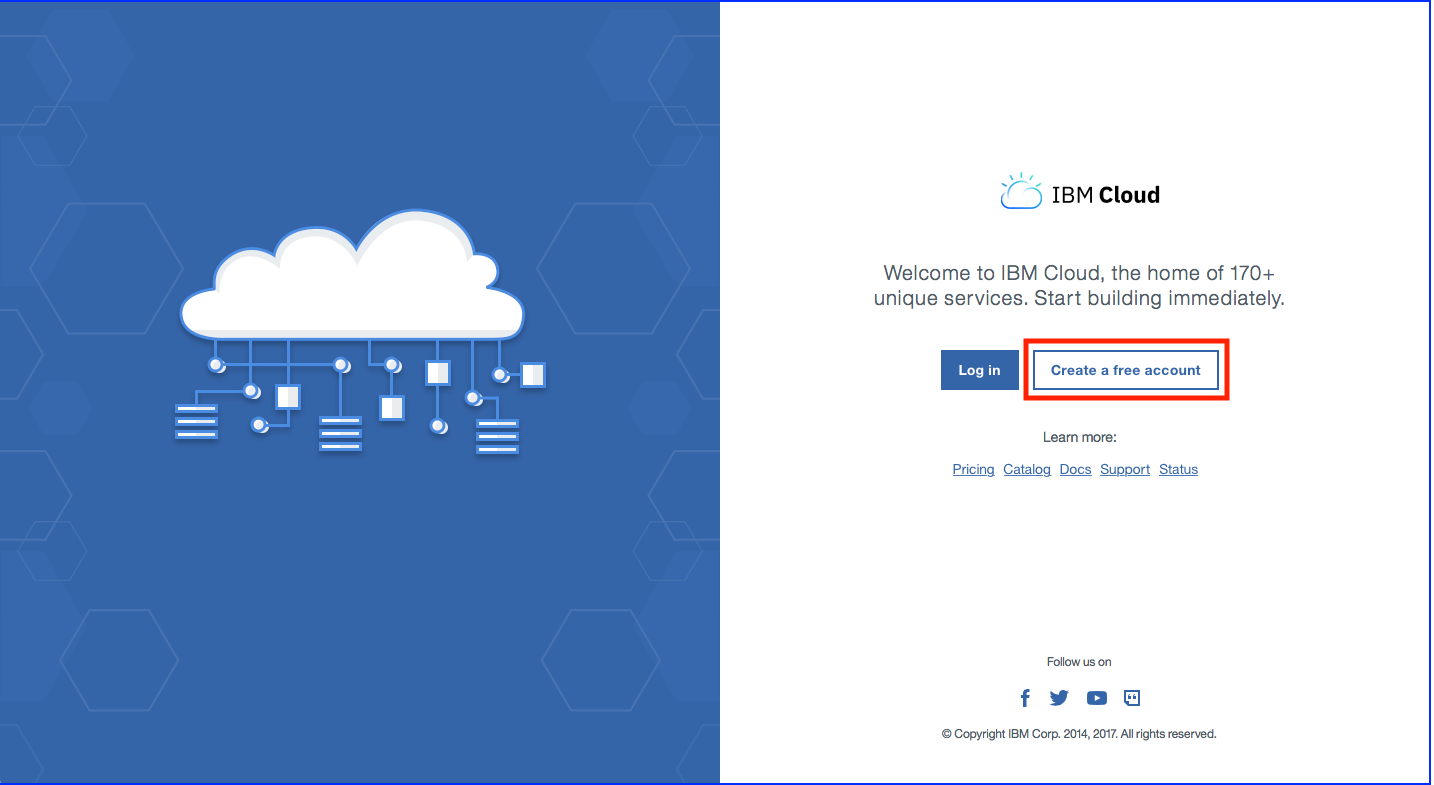 IBM Cloud
Welcome to IBM Cloud, the home of 170+
unique services. Start building immediately.
Log in
Create a free account
Learn more:
Pricing Catalog Docs Support Status
Follow us on
© Copyright IBM Corp. 2014, 2017. All rights reserved.